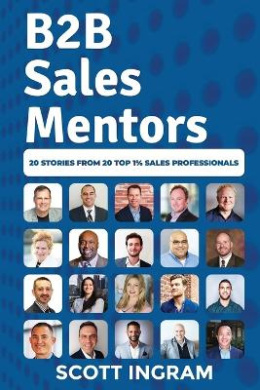 B2B
Sales
Mentors
20 STORIES FROM 20 TOP 1% SALES PROFESSIONALS
SCOTT INGRAM